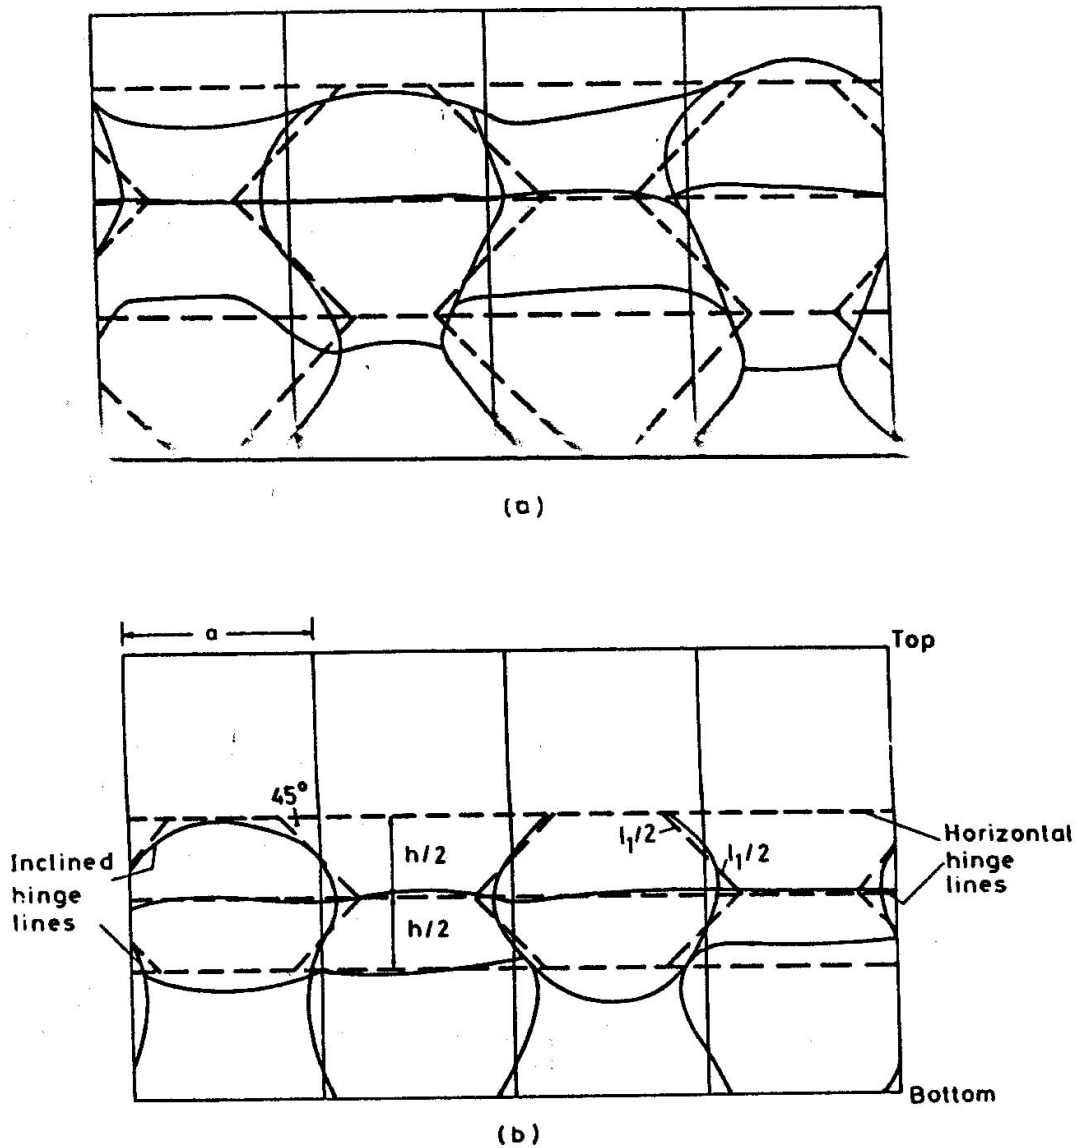 (a)
a
Top
45°
l₁/2
h/2
l₁/2
Inclined
hinge
lines
Horizontal
hinge
lines
h/2
Bottom
(b)